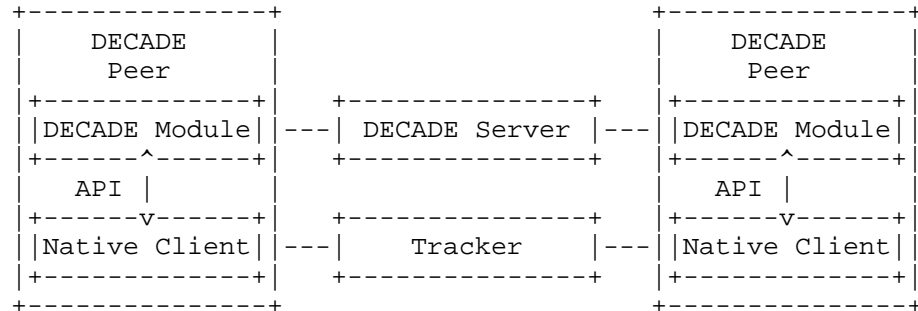 DECADE DECADE
Peer Peer
DECADE Module --- DECADE Server --- DECADE Module
API API
Native Client --- Tracker --- Native Client